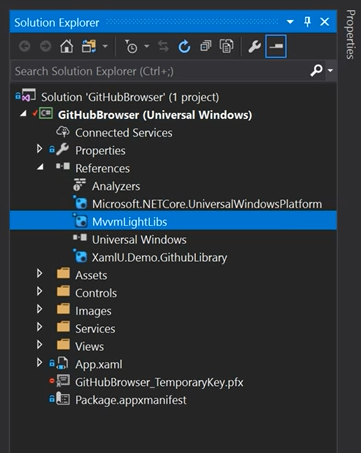 Solution Explorer
Search Solution Explorer (Ctrl+;)
Solution 'GitHubBrowser' (1 project)
GitHubBrowser (Universal Windows)
Connected Services
Properties
References
Analyzers
Microsoft.NETCore.UniversalWindowsPlatform
MvvmLightLibs
Universal Windows
XamlU.Demo.GithubLibrary
Assets
Controls
Images
Services
Views
App.xaml
GitHubBrowser_TemporaryKey.pfx
Package.appxmanifest
Properties